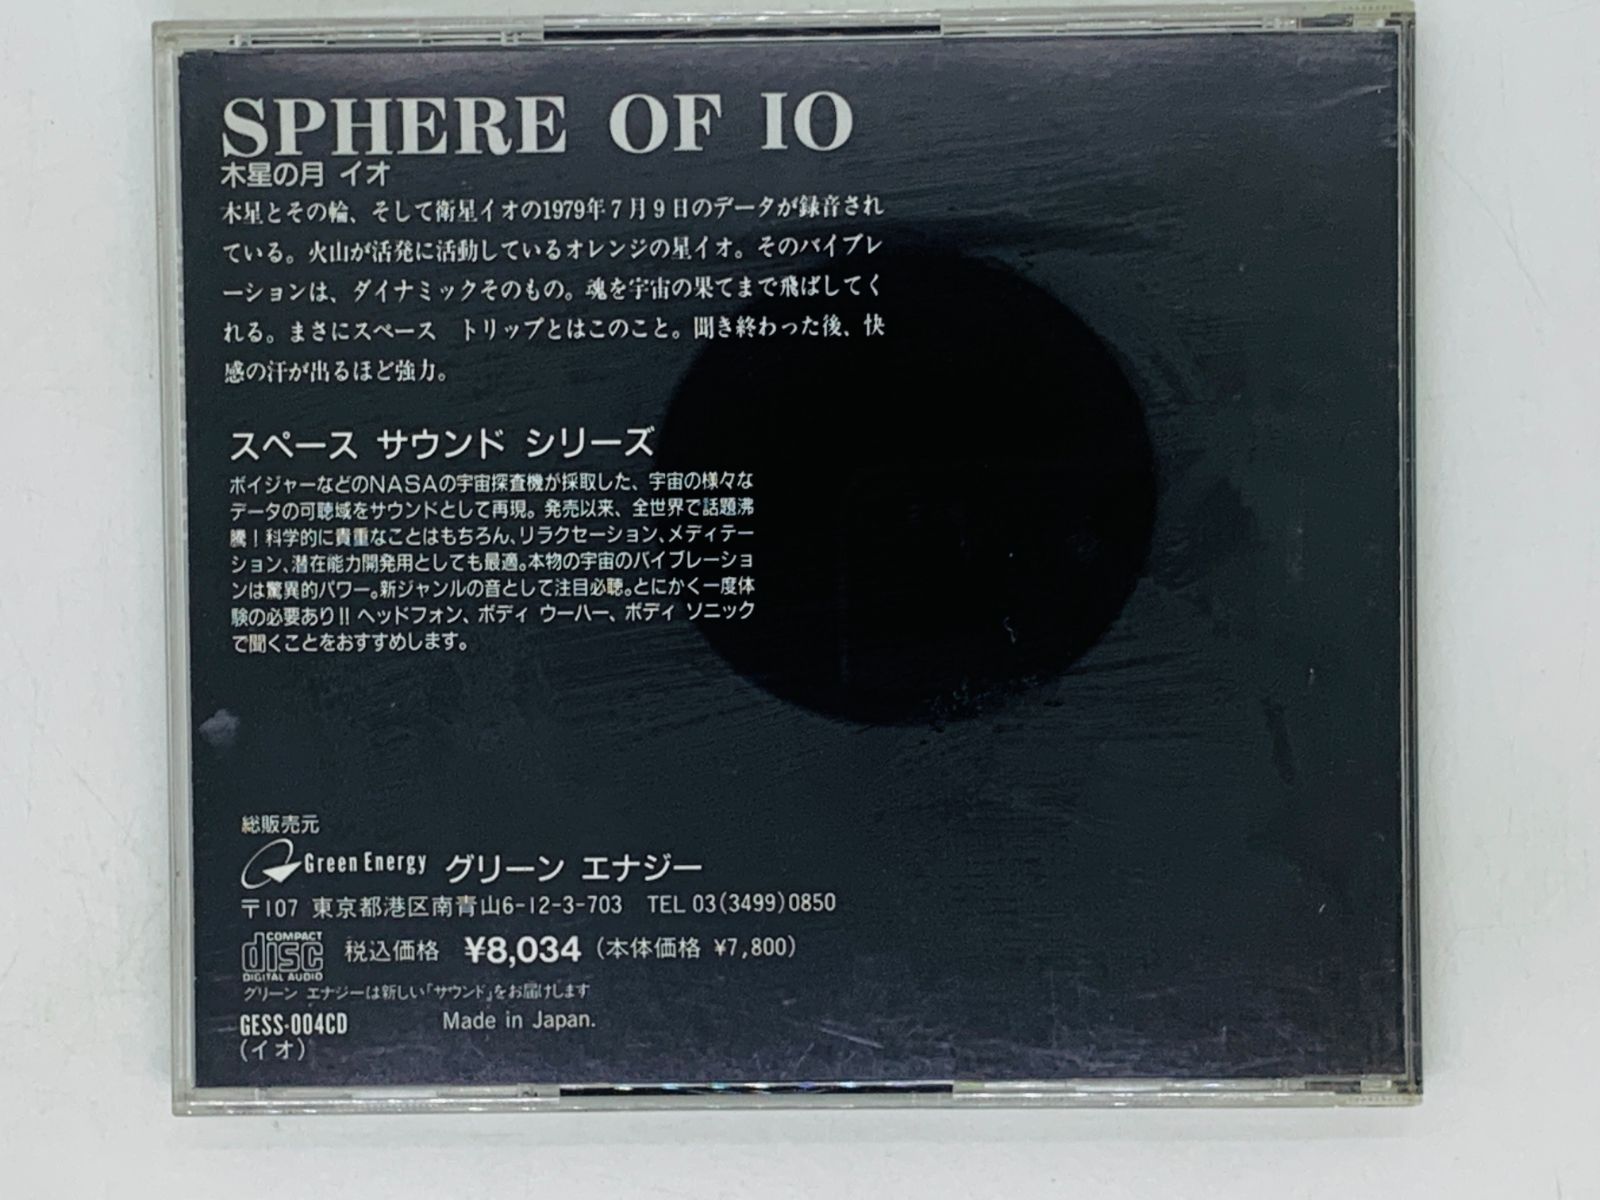 SPHERE OF IO
木星の月 イオ
木星とその輪、そして衛星イオの1979年7月9日のデータが録音され
ている。火山が活発に活動しているオレンジの星イオ。そのバイブレ
ーションは、ダイナミックそのもの。魂を宇宙の果てまで飛ばしてく
れる。まさにスペース トリップとはこのこと。聞き終わった後、快
感の汗が出るほど強力。
スペース サウンド シリーズ
ボイジャーなどのNASAの宇宙探査機が採取した、宇宙の様々な
データの可聴域をサウンドとして再現。発売以来、全世界で話題沸
騰！科学的に貴重なことはもちろん、リラクセーション、メディテー
ション、潜在能力開発用としても最適。本物の宇宙のバイブレーショ
ンは驚異的パワー。新ジャンルの音として注目必聴。とにかく一度体
験の必要あり!! ヘッドフォン、ボディ ウーハー、ボディ ソニック
で聞くことをおすすめします。
総販売元
Green Energy グリーン エナジー
〒107 東京都港区南青山6-12-3-703 TEL 03(3499)0850
COMPACT disc DIGITAL AUDIO 税込価格 ¥8,034 (本体価格 ¥7,800)
グリーン エナジーは新しい「サウンド」をお届けします
GESS-004CD Made in Japan.
(イオ)